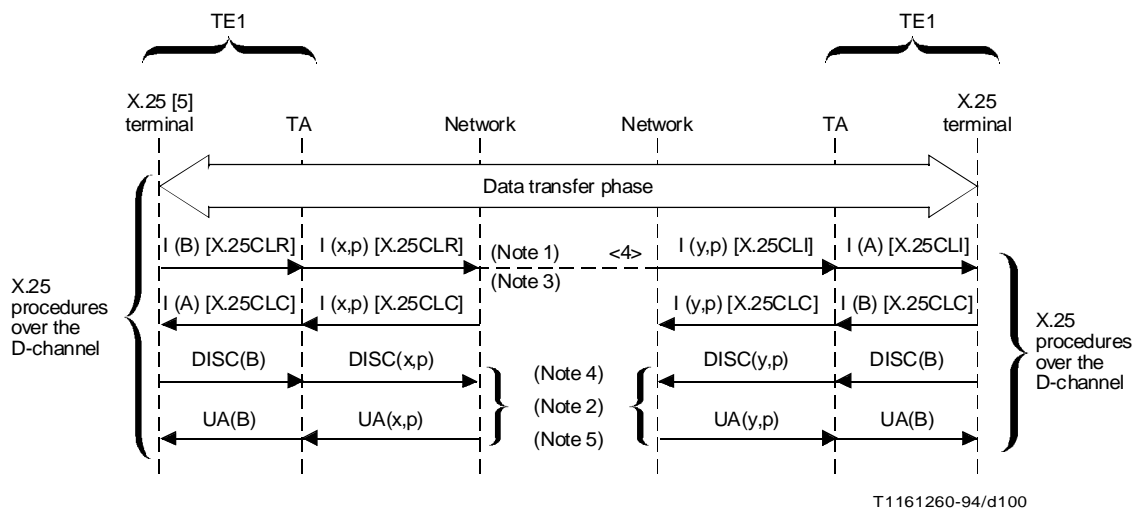 TE1 TE1
X.25 [5]
terminal
TA
Network
Network
TA
X.25
terminal
Data transfer phase
I (B) [X.25CLR] I (x,p) [X.25CLR] (Note 1) <4> I (y,p) [X.25CLI] I (A) [X.25CLI]
(Note 3)
I (A) [X.25CLC] I (x,p) [X.25CLC] I (y,p) [X.25CLC] I (B) [X.25CLC]
X.25
procedures
over the
D-channel
X.25
procedures
over the
D-channel
DISC(B) DISC(x,p) (Note 4) DISC(y,p) DISC(B)
(Note 2)
UA(B) UA(x,p) (Note 5) UA(y,p) UA(B)
T1161260-94/d100